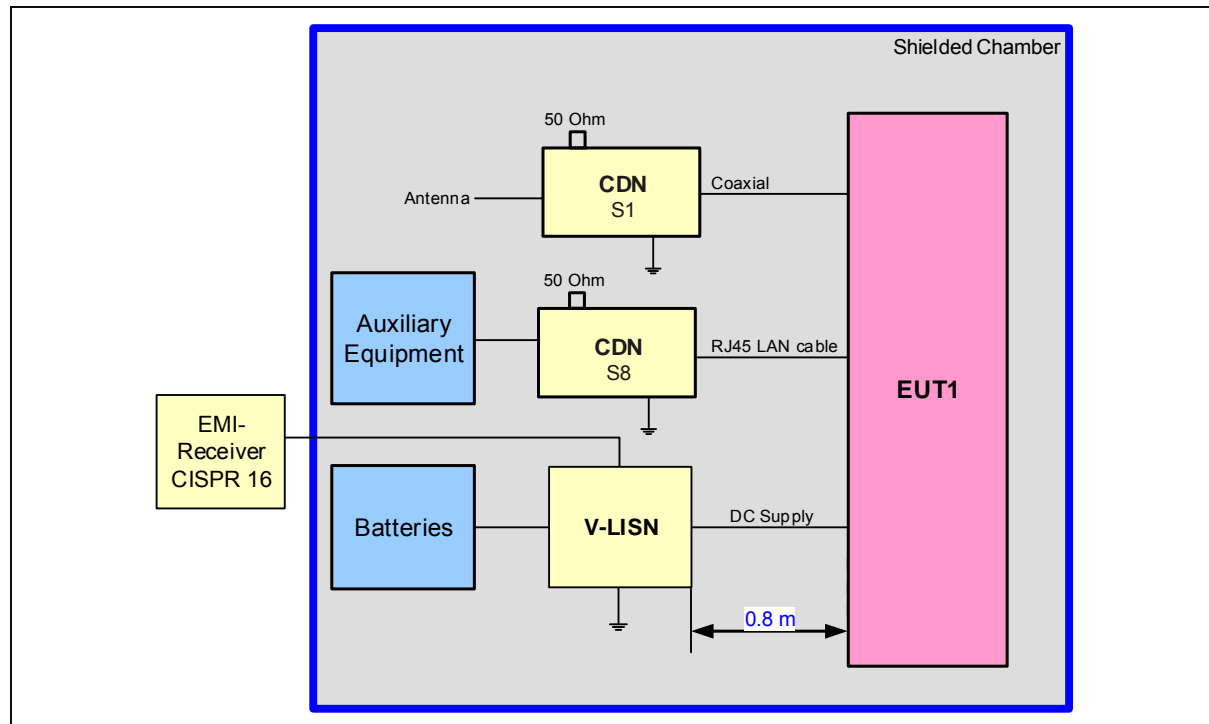 Shielded Chamber
50 Ohm
CDN
S1
Antenna
Coaxial
50 Ohm
CDN
S8
Auxiliary
Equipment
RJ45 LAN cable
EUT1
EMI-
Receiver
CISPR 16
Batteries
V-LISN
DC Supply
0.8 m